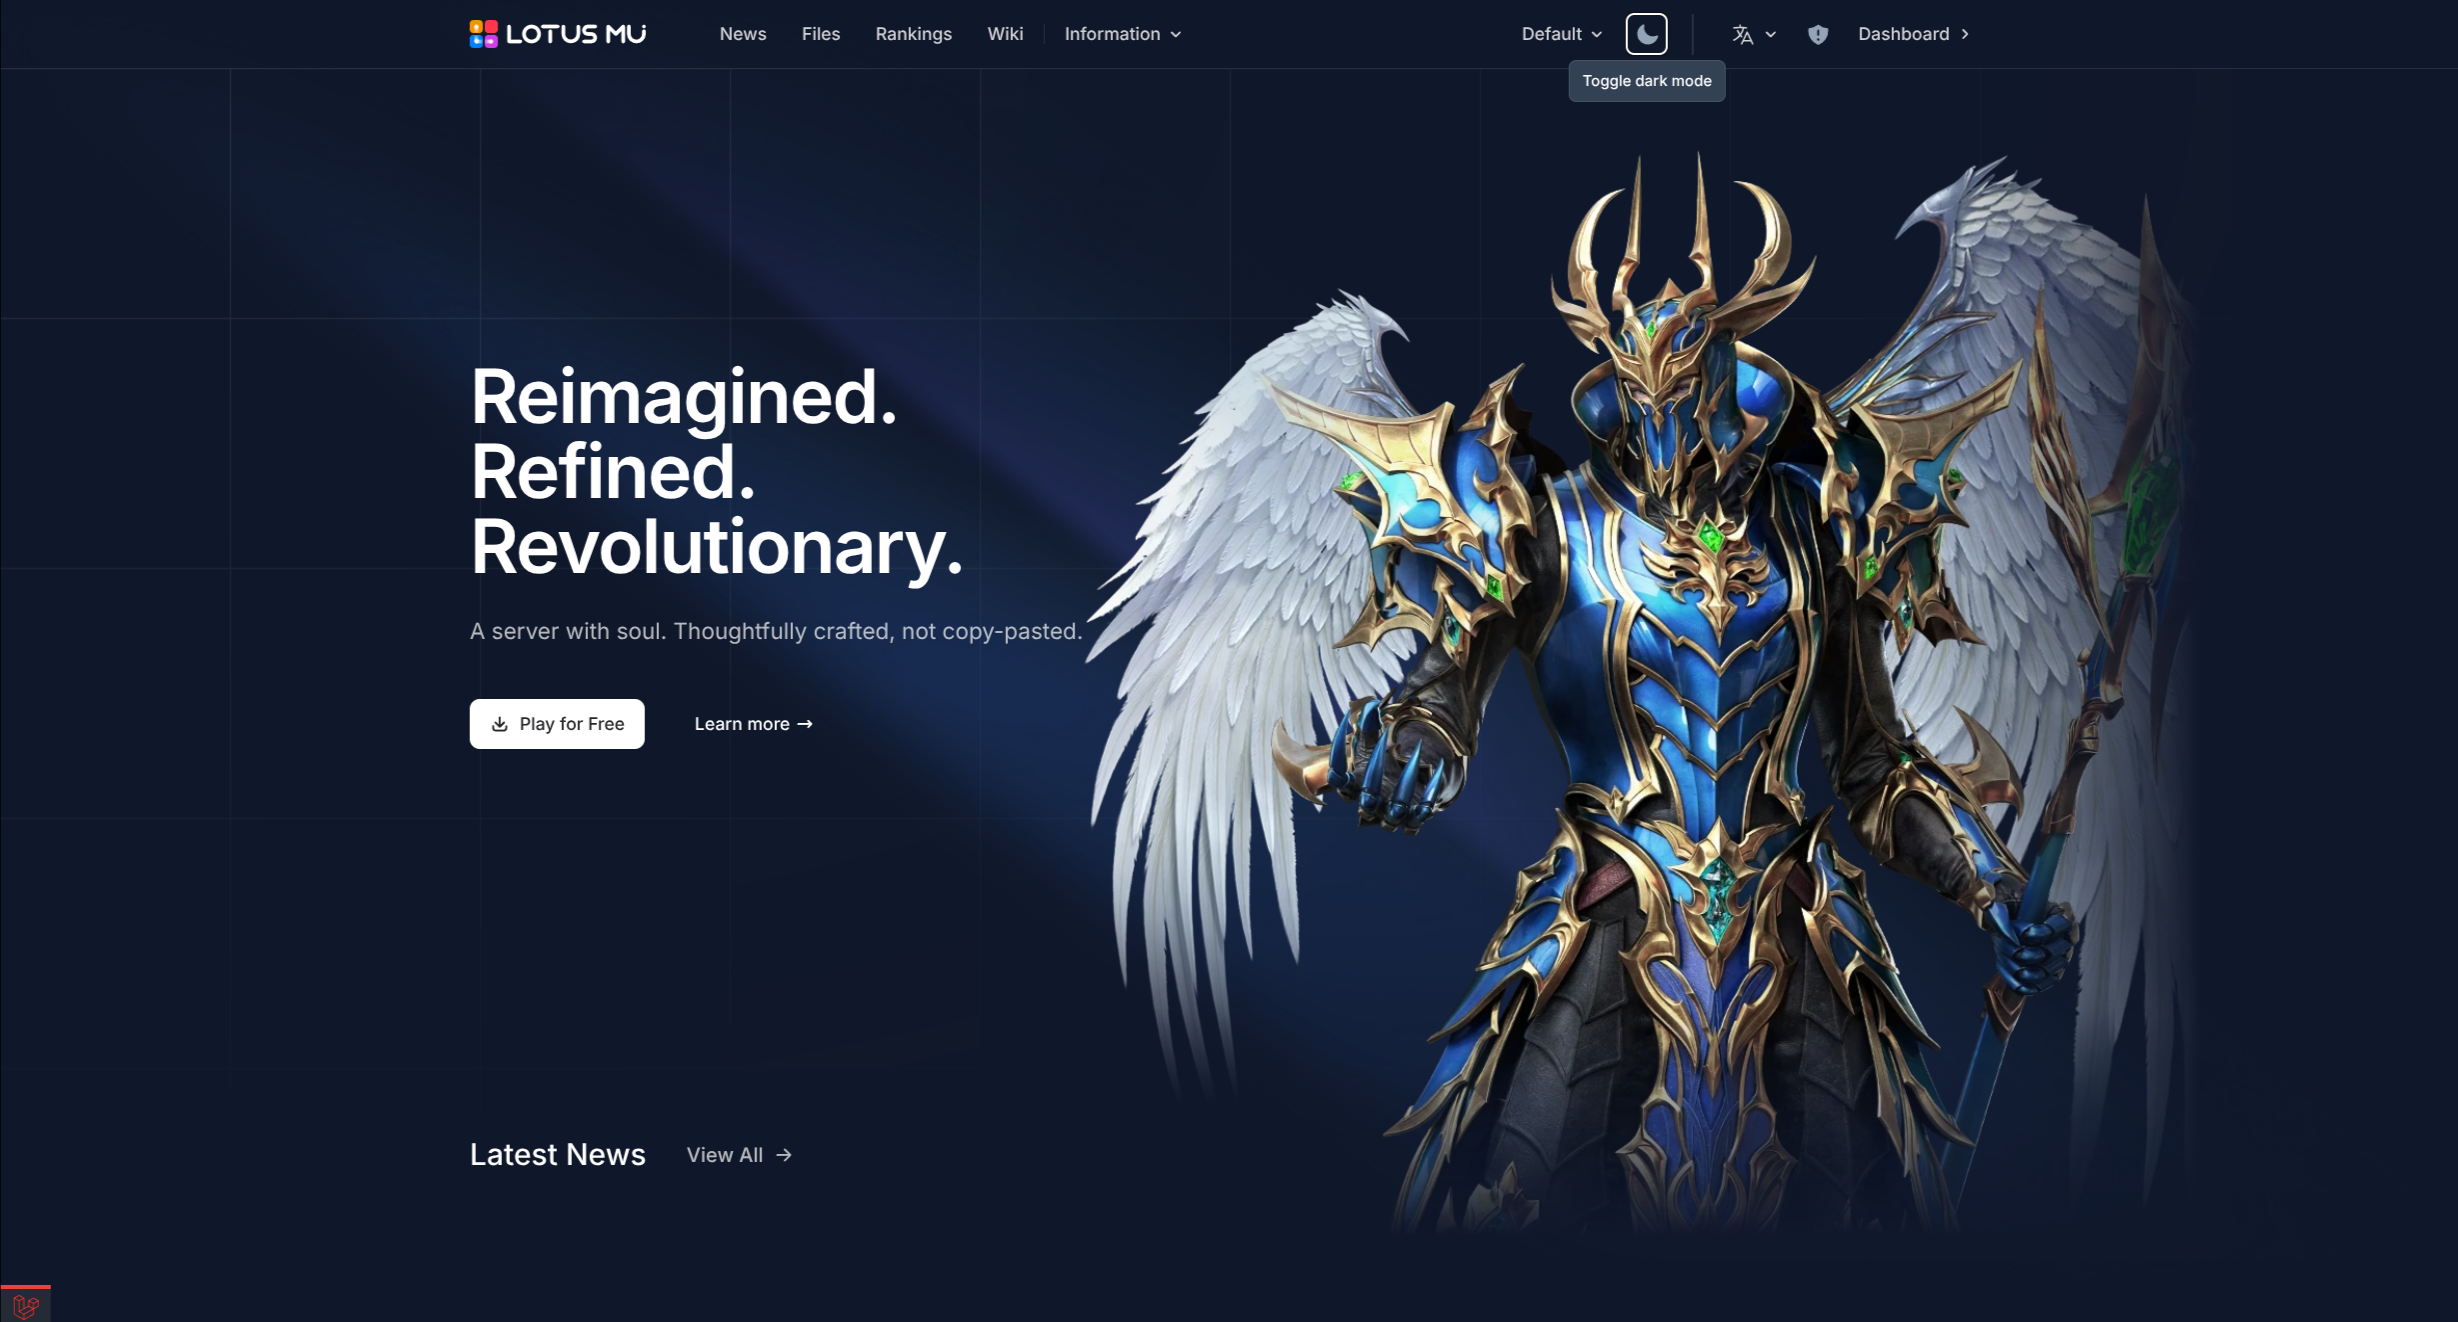 LOTUS MU
News
Files
Rankings
Wiki
Information
Default
Dashboard
Toggle dark mode
Reimagined.
Refined.
Revolutionary.
A server with soul. Thoughtfully crafted, not copy-pasted.
Play for Free
Learn more →
Latest News
View All →